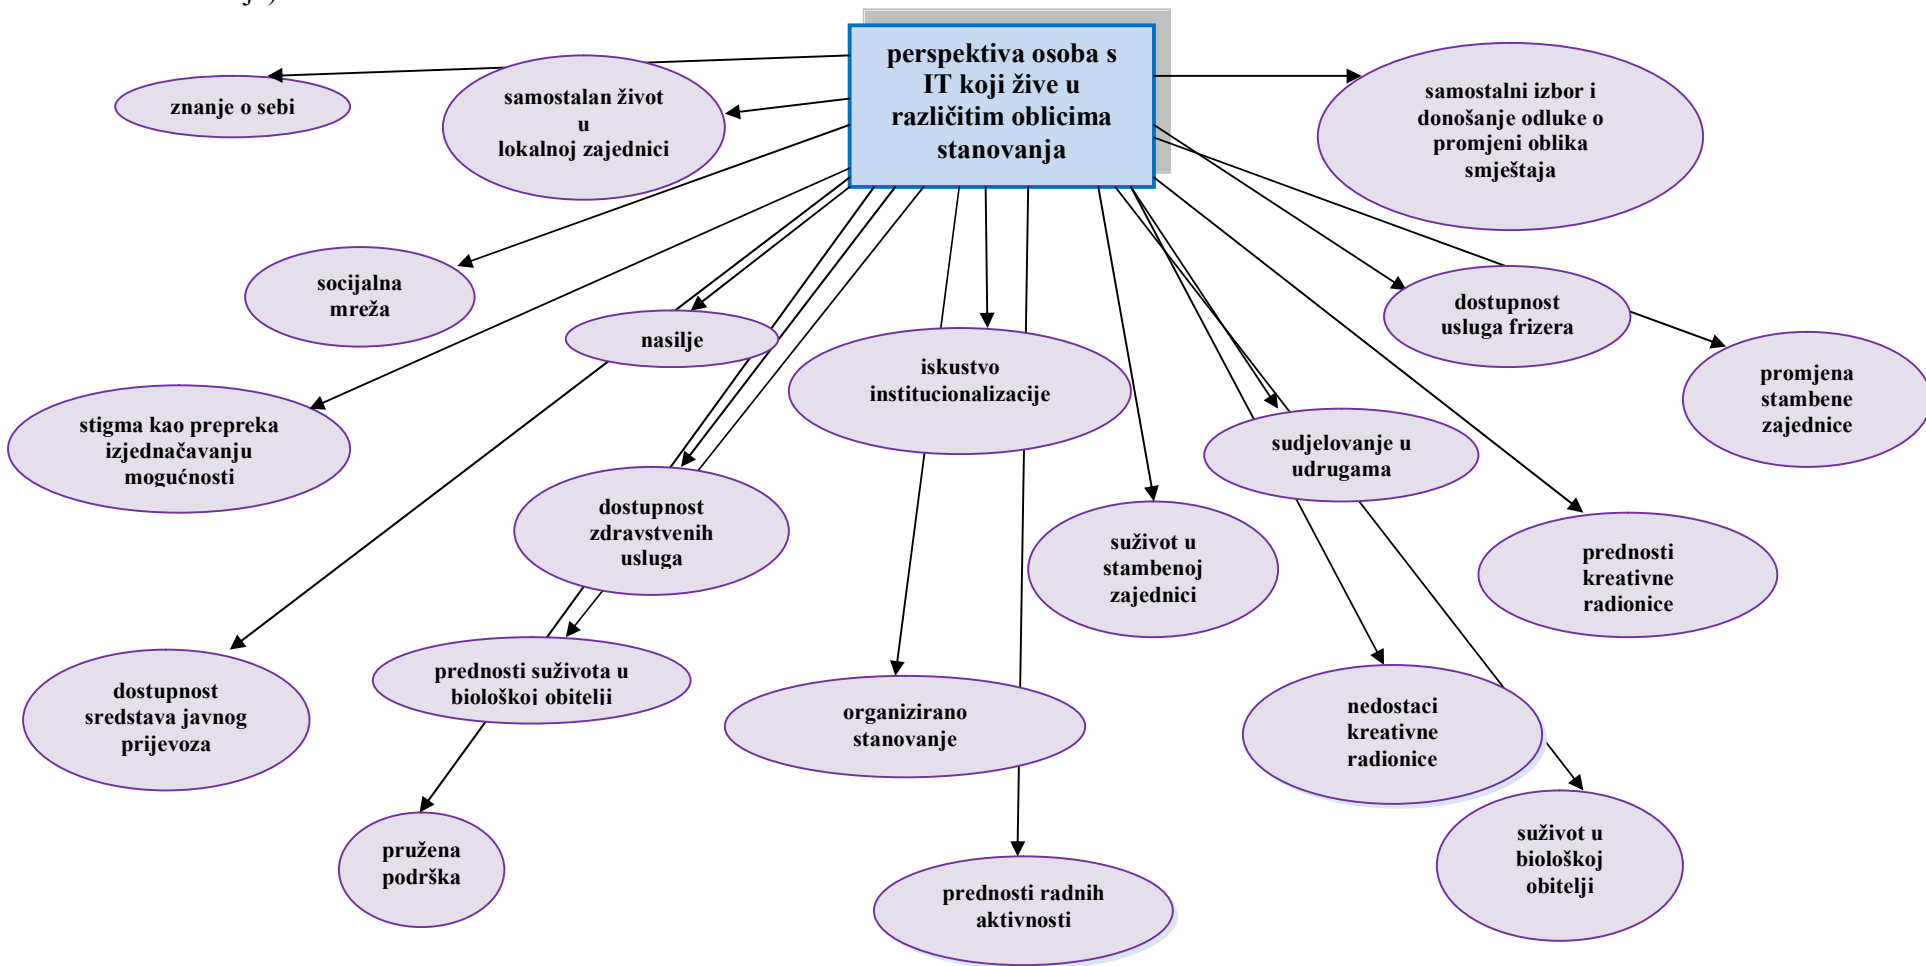 perspektiva osoba s
IT koji žive u
različitim oblicima
stanovanja
znanje o sebi
samostalan život
u
lokalnoj zajednici
samostalni izbor i
donošanje odluke o
promjeni oblika
smještaja
socijalna
mreža
nasilje
iskustvo
institucionalizacije
dostupnost
usluga frizera
promjena
stambene
zajednice
stigma kao prepreka
izjednačavanju
mogućnosti
dostupnost
zdravstvenih
usluga
sudjelovanje u
udrugama
suživot u
stambenoj
zajednici
prednosti
kreativne
radionice
dostupnost
sredstava javnog
prijevoza
prednosti suživota u
biološkoj obitelji
organizirano
stanovanje
nedostaci
kreativne
radionice
pružena
podrška
prednosti radnih
aktivnosti
suživot u
biološkoj
obitelji